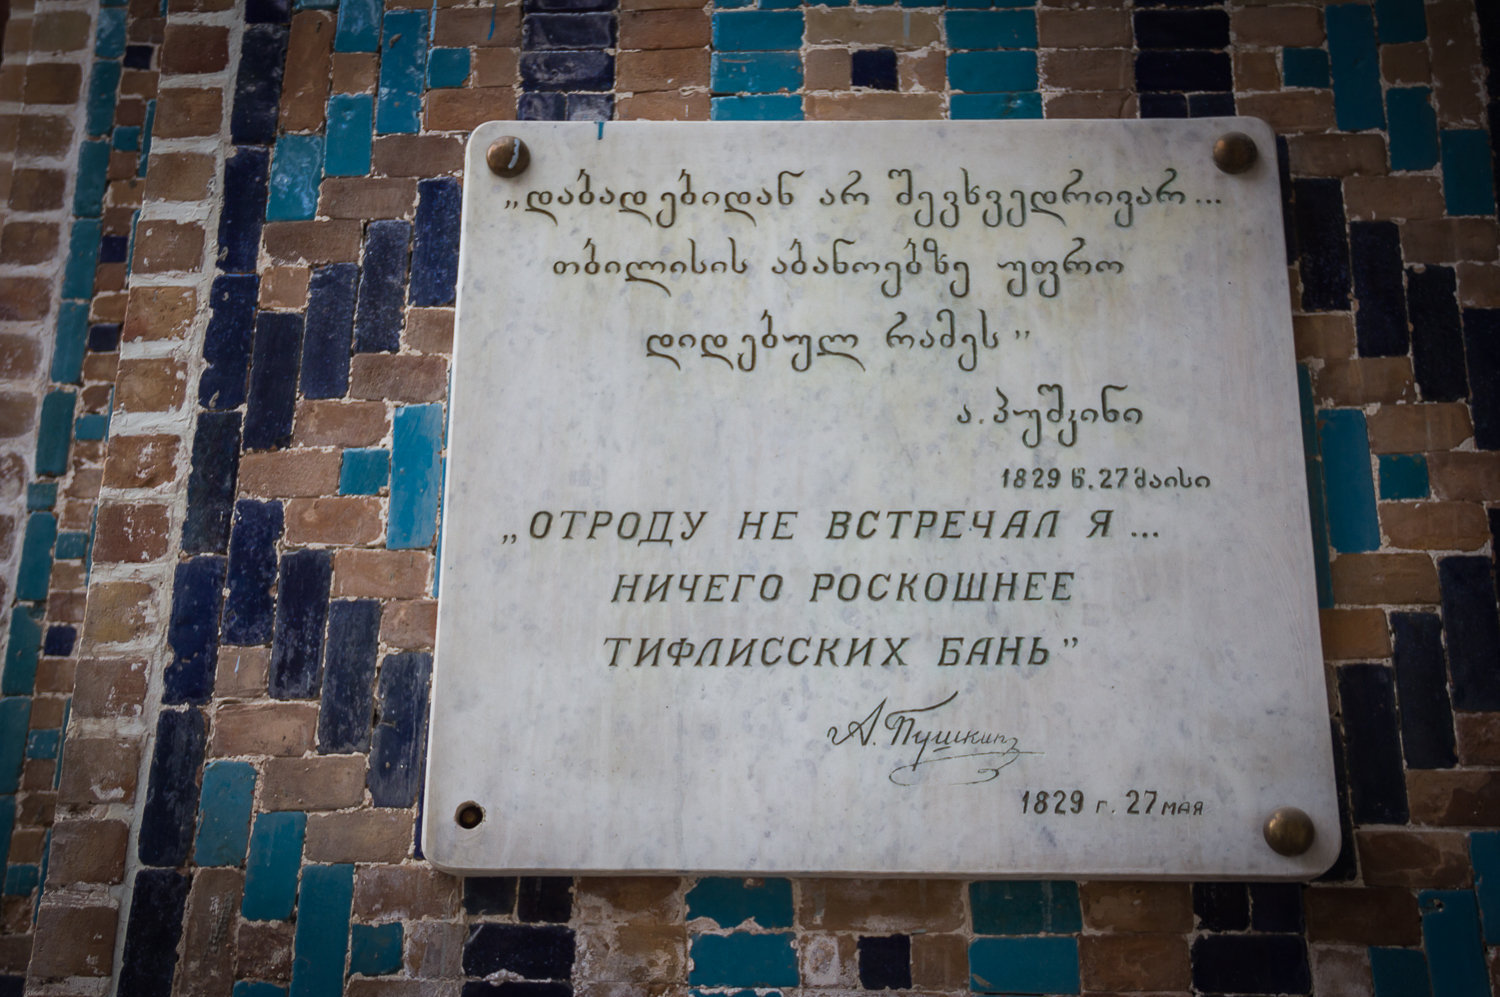 „დაბადებიდან არ შევხვედრივარ...
თბილისის აბანოებზე უფრო
დიდებულ რამეს”
ა. პუშკინი
1829 წ. 27 მაისი
„ОТРОДУ НЕ ВСТРЕЧАЛ Я...
НИЧЕГО РОСКОШНЕЕ
ТИФЛИССКИХ БАНЬ”
А. Пушкинъ
1829 г. 27 МАЯ